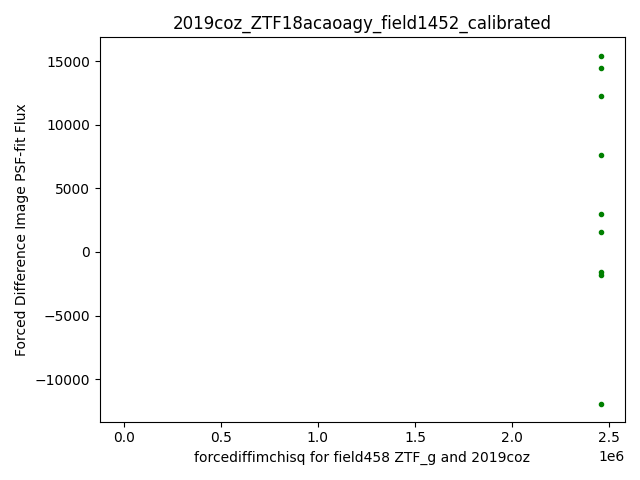 2019coz_ZTF18acaoagy_field1452_calibrated
Forced Difference Image PSF-fit Flux
15000
10000
5000
0
−5000
−10000
0.0 0.5 1.0 1.5 2.0 2.5
1e6
forcediffimchisq for field458 ZTF_g and 2019coz